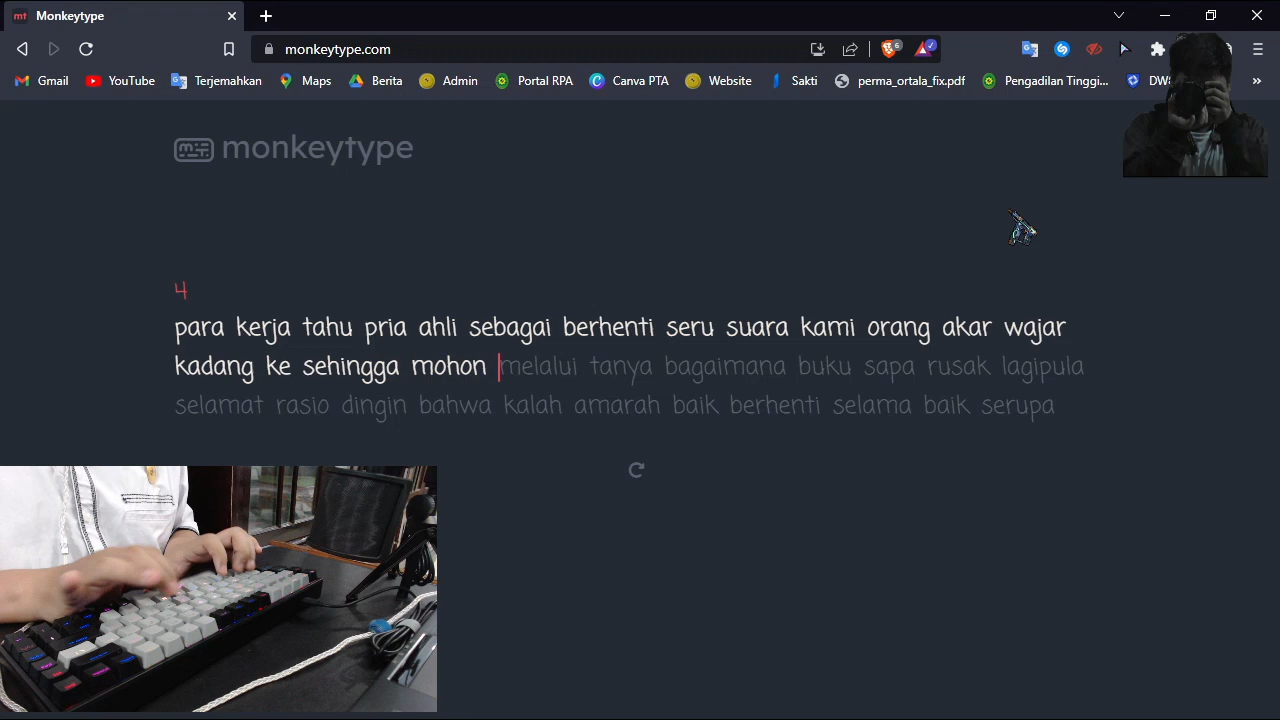 mt Monkeytype
monkeytype.com
6
Gmail YouTube Terjemahkan Maps Berita Admin Portal RPA Canva PTA Website Sakti perma_ortala_fix.pdf Pengadilan Tinggi... »
monkeytype
4
para kerja tahu pria ahli sebagai berhenti seru suara kami orang akar wajar
kadang ke sehingga mohon melalui tanya bagaimana buku sapa rusak lagipula
selamat rasio dingin bahwa kalah amarah baik berhenti selama baik serupa